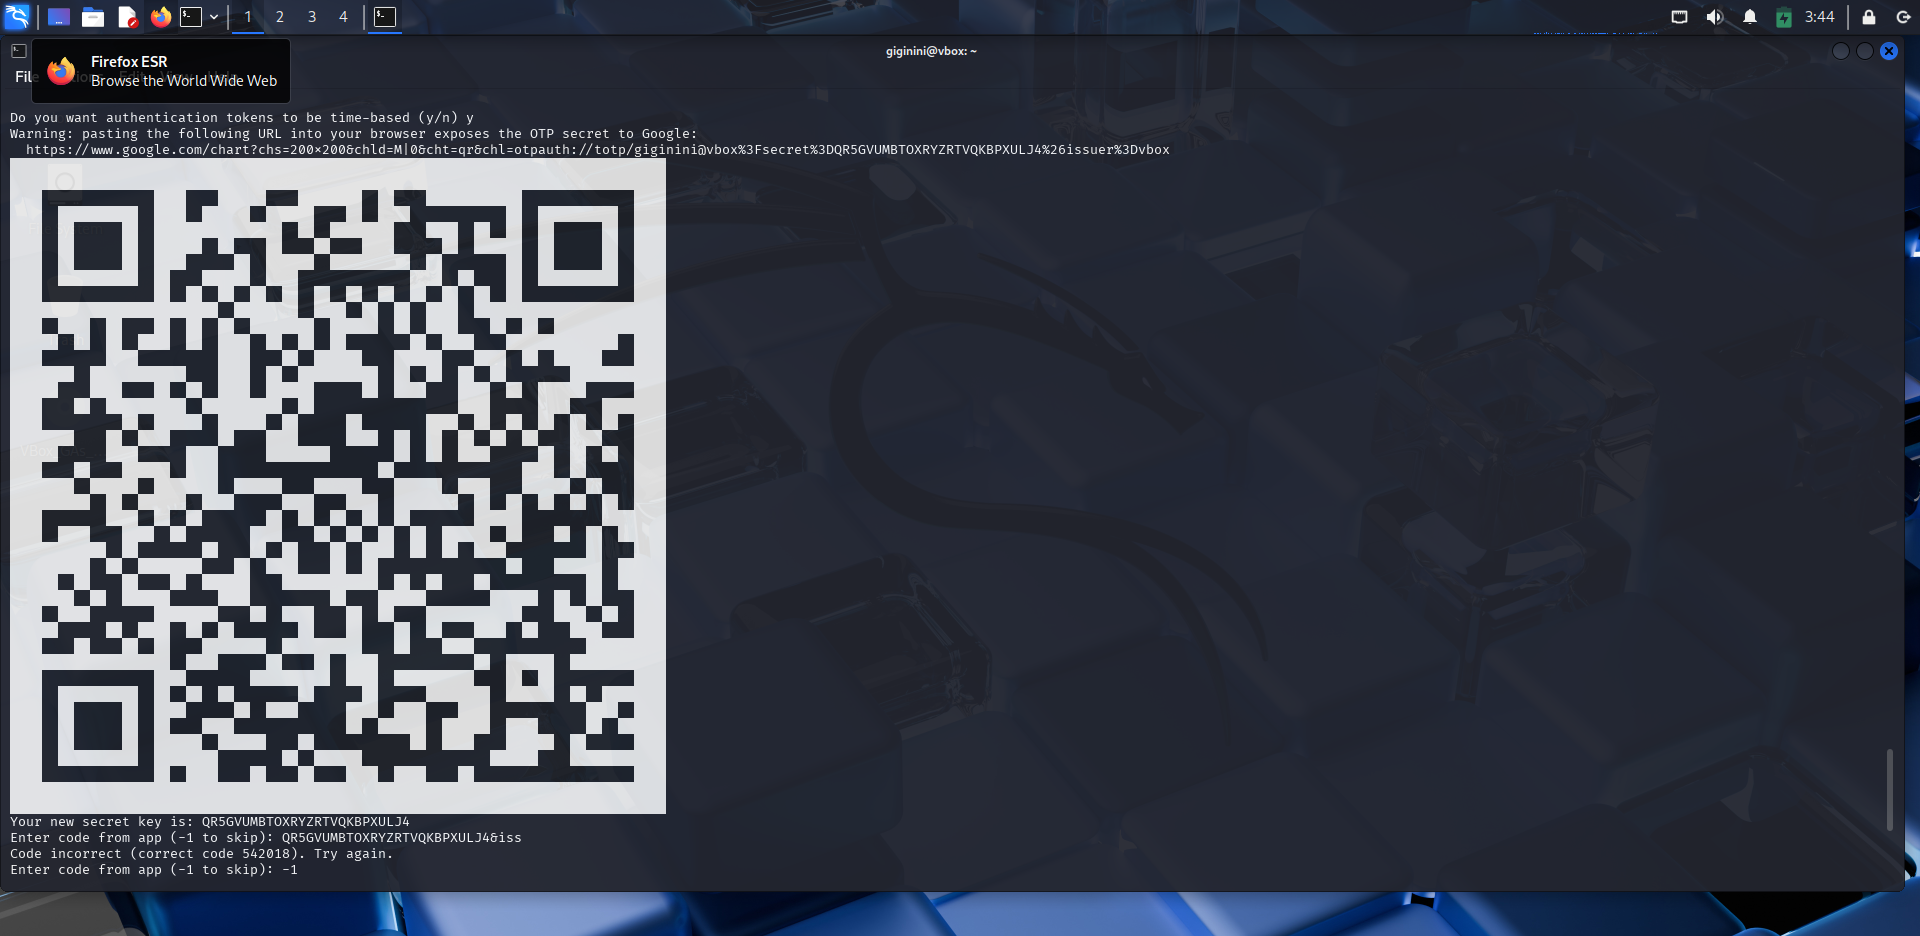 1 2 3 4 3:44
giginini@vbox: ~
Firefox ESR
Browse the World Wide Web
Do you want authentication tokens to be time-based (y/n) y
Warning: pasting the following URL into your browser exposes the OTP secret to Google:
https://www.google.com/chart?chs=200×200&chld=M|0&cht=qr&chl=otpauth://totp/giginini@vbox%3Fsecret%3DQR5GVUMBTOXRYZRTVQKBPXULJ4%26issuer%3Dvbox
Your new secret key is: QR5GVUMBTOXRYZRTVQKBPXULJ4
Enter code from app (-1 to skip): QR5GVUMBTOXRYZRTVQKBPXULJ4&iss
Code incorrect (correct code 542018). Try again.
Enter code from app (-1 to skip): -1